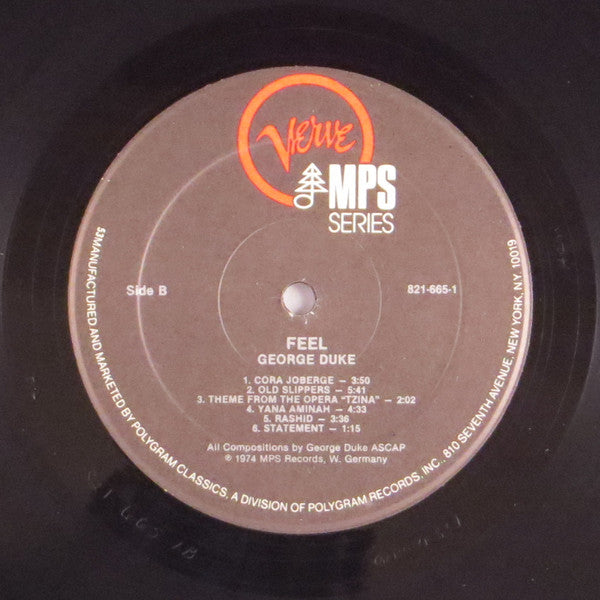 Verve
MPS
SERIES
Side B
821-665-1
FEEL
GEORGE DUKE
1. CORA JOBERGE — 3:50
2. OLD SLIPPERS — 5:41
3. THEME FROM THE OPERA "TZINA" — 2:02
4. YANA AMINAH — 4:33
5. RASHID — 3:36
6. STATEMENT — 1:15
All Compositions by George Duke ASCAP
℗ 1974 MPS Records, W. Germany
53MANUFACTURED AND MARKETED BY POLYGRAM CLASSICS, A DIVISION OF POLYGRAM RECORDS, INC., 810 SEVENTH AVENUE, NEW YORK, NY 10019